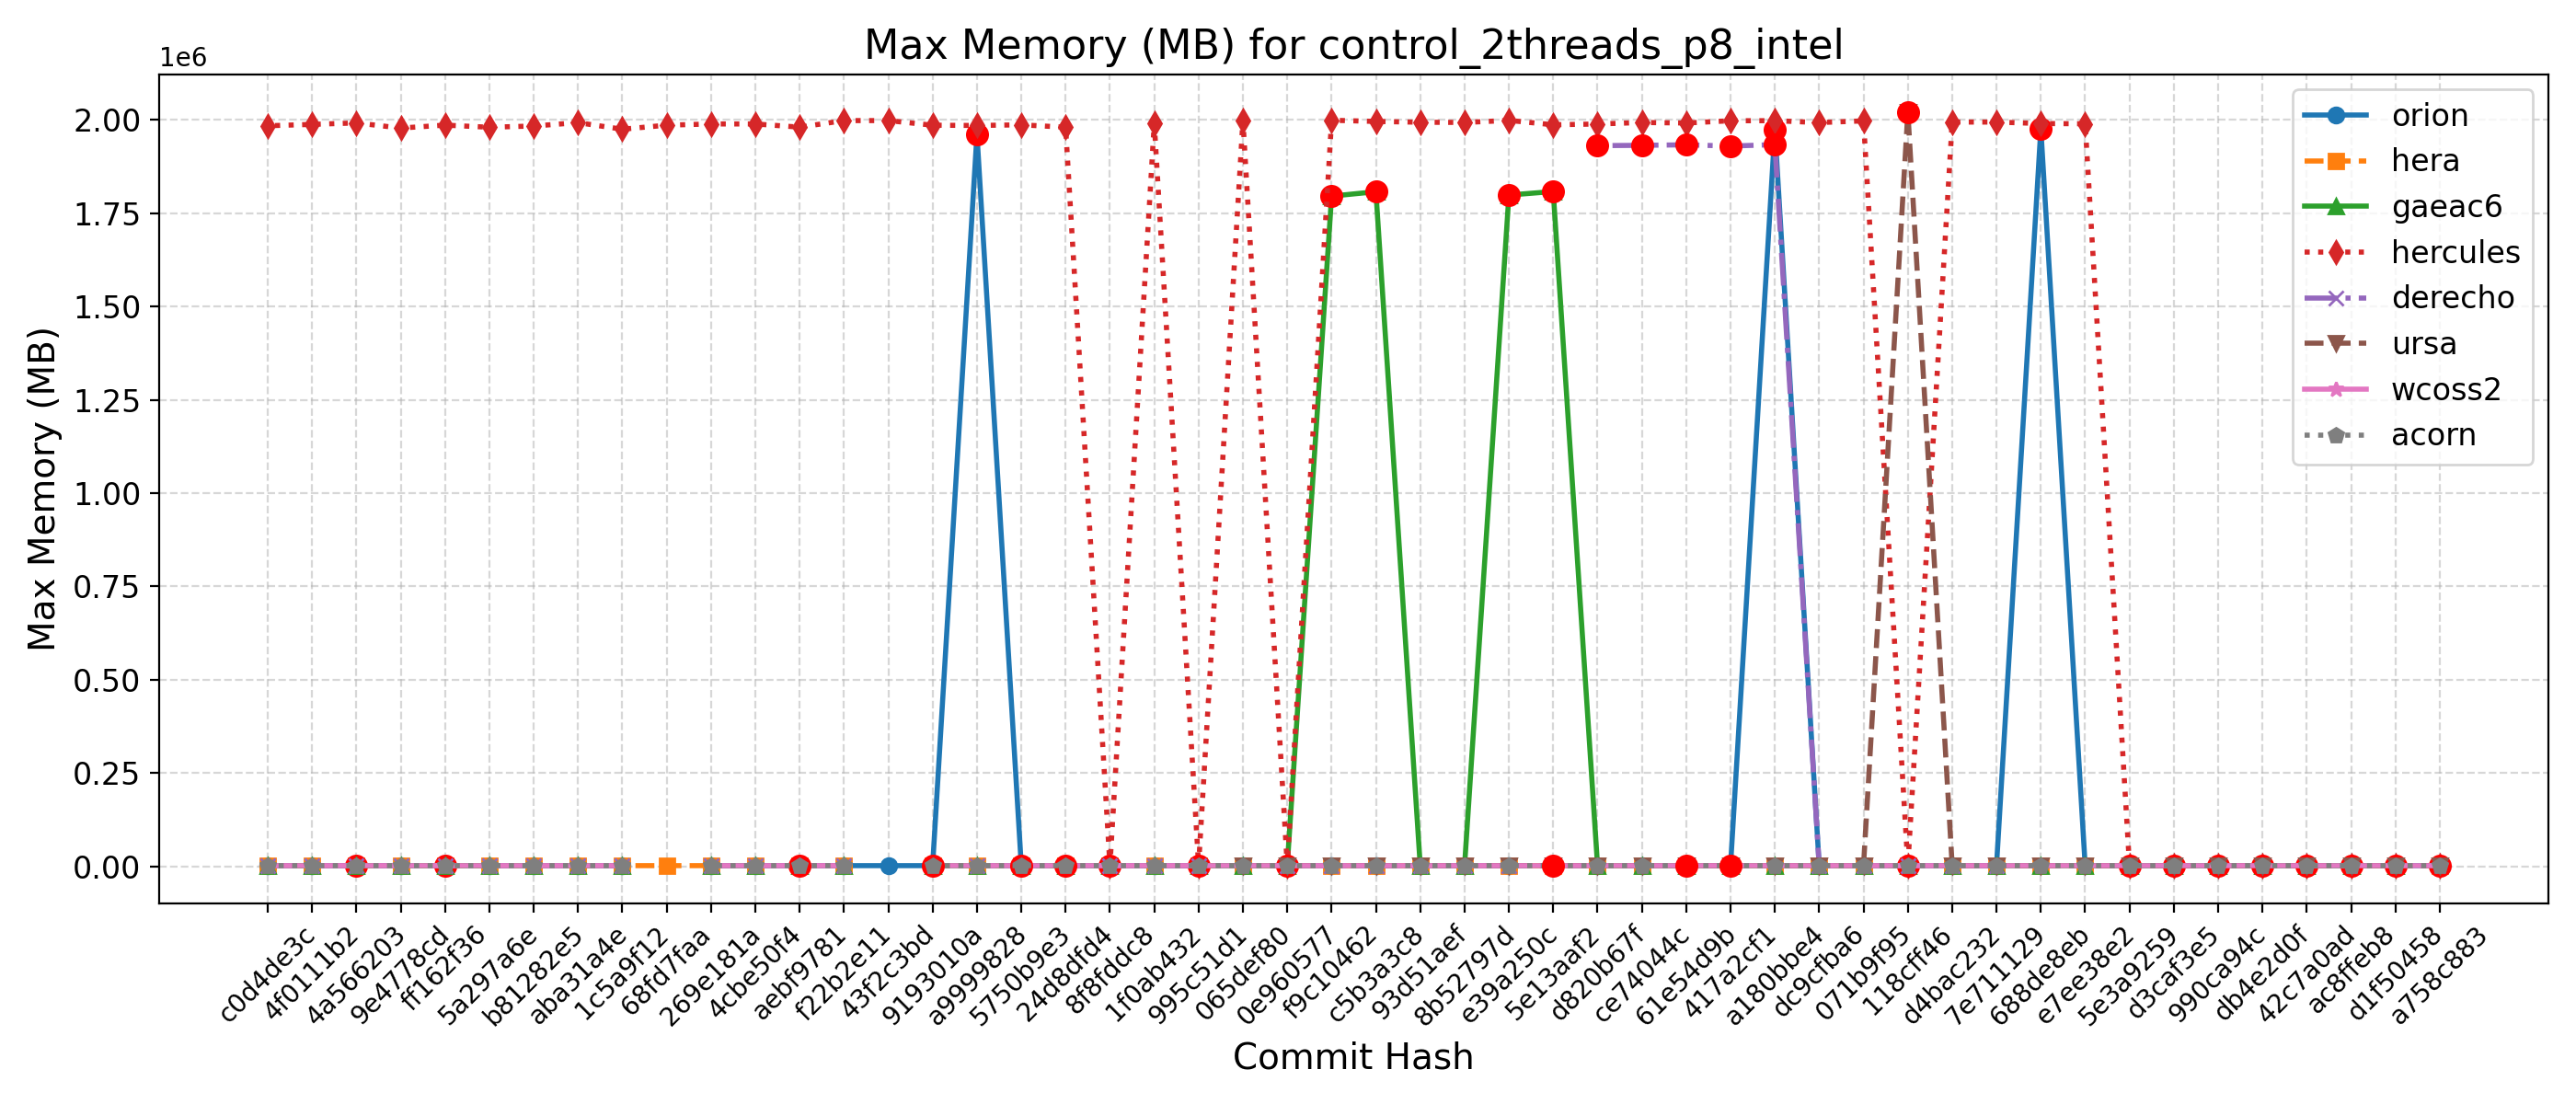 Max Memory (MB) for control_2threads_p8_intel
1e6
2.00
1.75
1.50
1.25
1.00
0.75
0.50
0.25
0.00
Max Memory (MB)
orion
hera
gaeac6
hercules
derecho
ursa
wcoss2
acorn
c0d4de3c
4f0111b2
4a566203
9e4778cd
ff162f36
5a297a6e
b81282e5
aba31a4e
1c5a9f12
68fd7faa
269e181a
4cbe50f4
aebf9781
f22b2e11
43f2c3bd
9193010a
a9999828
5750b9e3
24d8dfd4
8f8fddc8
1f0ab432
995c51d1
065def80
0e960577
f9c10462
c5b3a3c8
93d51aef
8b52797d
e39a250c
5e13aaf2
d820b67f
ce74044c
61e54d9b
417a2cf1
a180bbe4
dc9cfba6
071b9f95
118cff46
d4bac232
7e711129
688de8eb
e7ee38e2
5e3a9259
d3caf3e5
990ca94c
db4e2d0f
42c7a0ad
ac8ffeb8
d1f50458
a758c883
Commit Hash